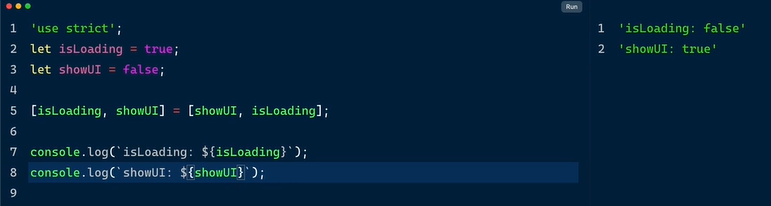 Run
1 'use strict';
2 let isLoading = true;
3 let showUI = false;
4
5 [isLoading, showUI] = [showUI, isLoading];
6
7 console.log(`isLoading: ${isLoading}`);
8 console.log(`showUI: ${showUI}`);
9
1 'isLoading: false'
2 'showUI: true'